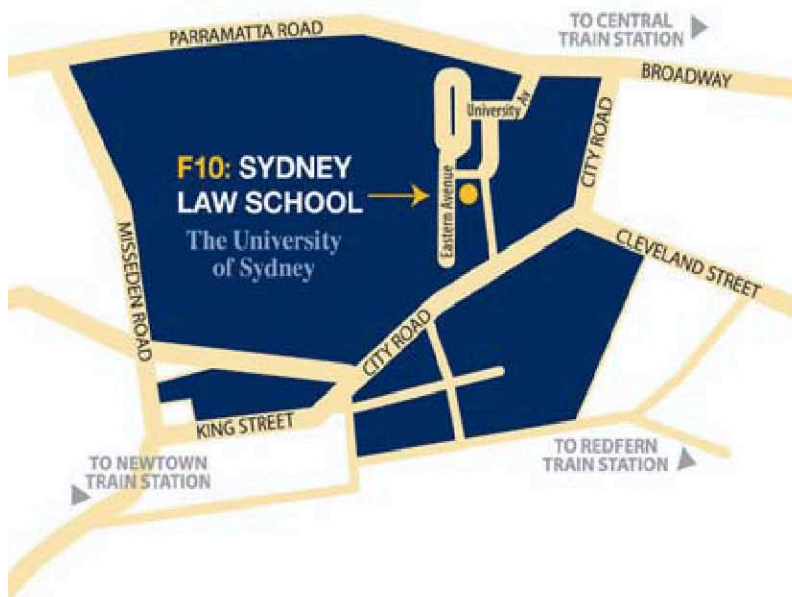 TO CENTRAL
TRAIN STATION
PARRAMATTA ROAD
BROADWAY
University Av
CITY ROAD
F10: SYDNEY
LAW SCHOOL
The University
of Sydney
Eastern Avenue
MISSEDEN ROAD
CLEVELAND STREET
CITY ROAD
KING STREET
TO NEWTOWN
TRAIN STATION
TO REDFERN
TRAIN STATION